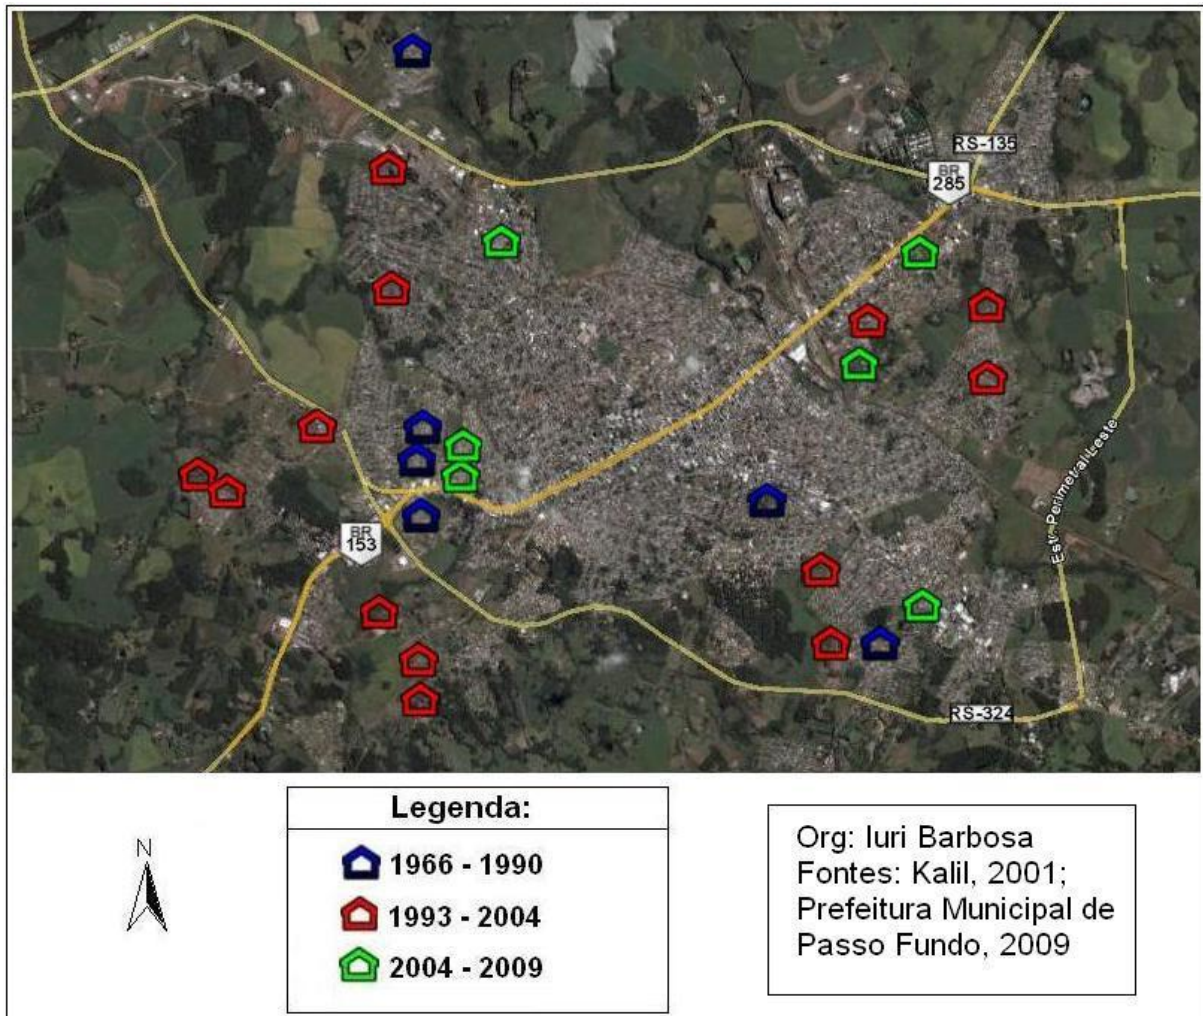 RS-135
BR
285
Estr. Perimetral Leste
BR
153
RS-324
Legenda:
1966 - 1990
1993 - 2004
2004 - 2009
N
Org: Iuri Barbosa
Fontes: Kalil, 2001;
Prefeitura Municipal de
Passo Fundo, 2009